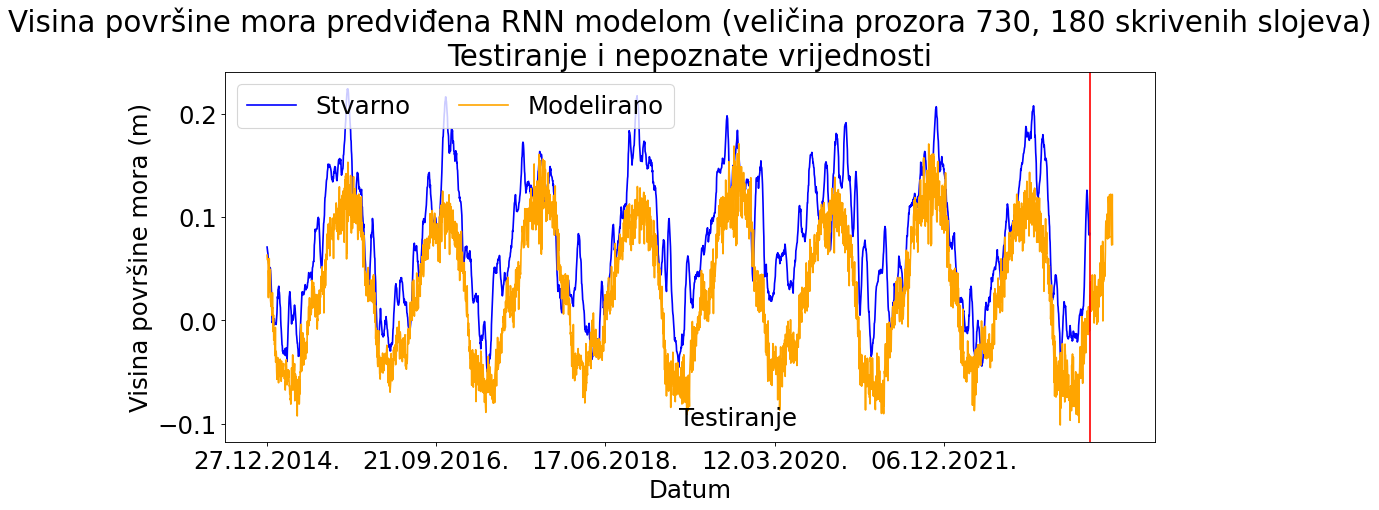 Visina površine mora predviđena RNN modelom (veličina prozora 730, 180 skrivenih slojeva)
Testiranje i nepoznate vrijednosti
Stvarno Modelirano
Visina površine mora (m)
0.2
0.1
0.0
−0.1
Testiranje
27.12.2014. 21.09.2016. 17.06.2018. 12.03.2020. 06.12.2021.
Datum